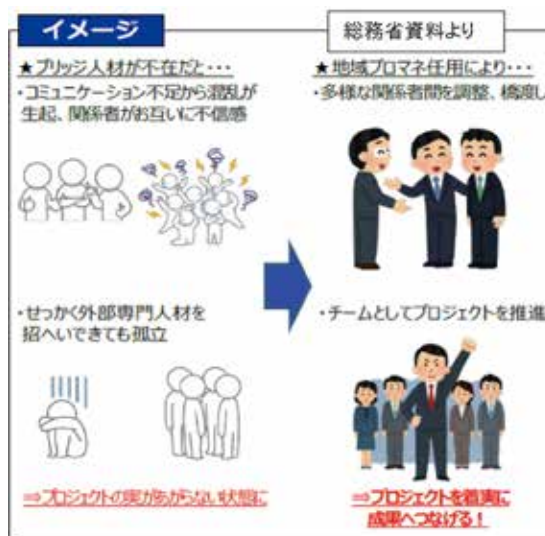 イメージ
総務省資料より
★ブリッジ人材が不在だと・・・
・コミュニケーション不足から混乱が
生起、関係者がお互いに不信感
・せっかく外部専門人材を
招へいできても孤立
⇒プロジェクトの実があがらない状態に
★地域プロマネ任用により・・・
・多様な関係者間を調整、橋渡し
・チームとしてプロジェクトを推進
⇒プロジェクトを着実に
成果へつなげる！